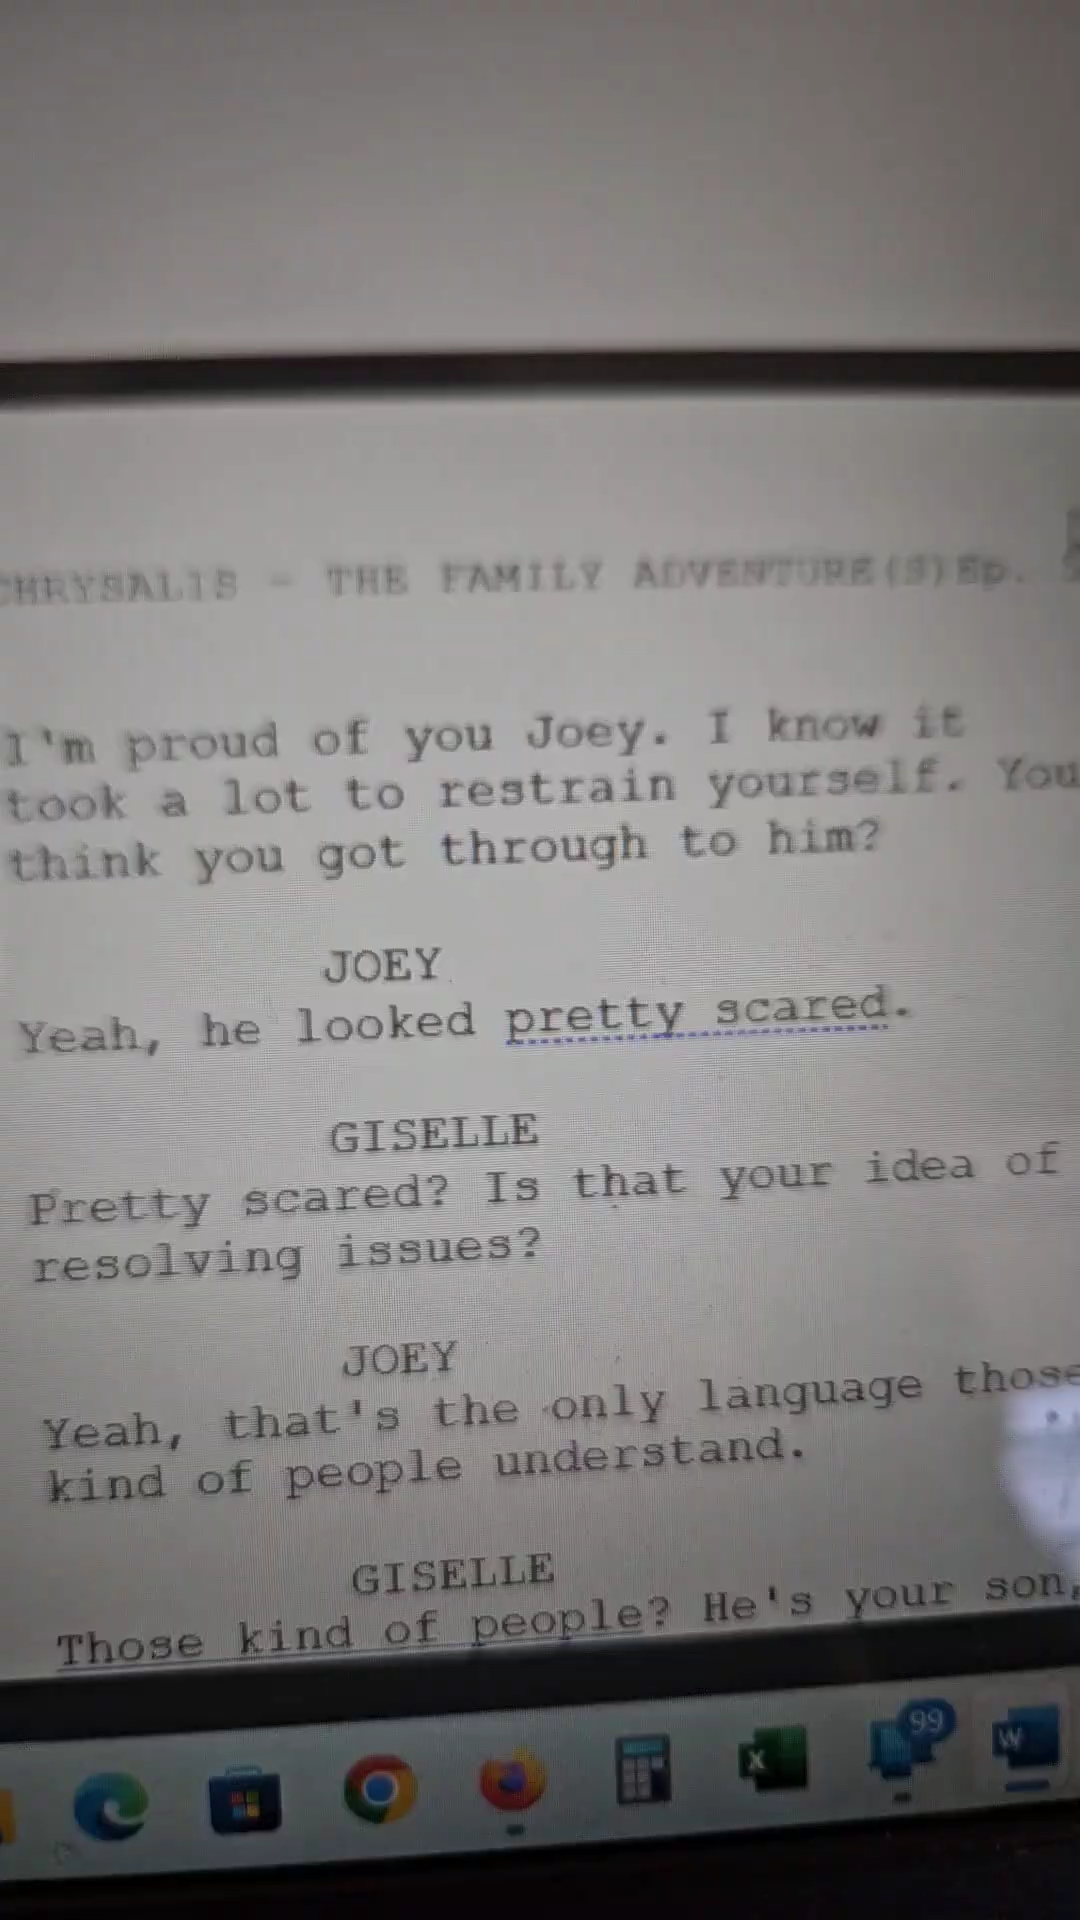 CHRYSALIS - THE FAMILY ADVENTURE(S) Ep.
I'm proud of you Joey. I know it
took a lot to restrain yourself. You
think you got through to him?
JOEY
Yeah, he looked pretty scared.
GISELLE
Pretty scared? Is that your idea of
resolving issues?
JOEY
Yeah, that's the only language those
kind of people understand.
GISELLE
Those kind of people? He's your son,
99
X
W